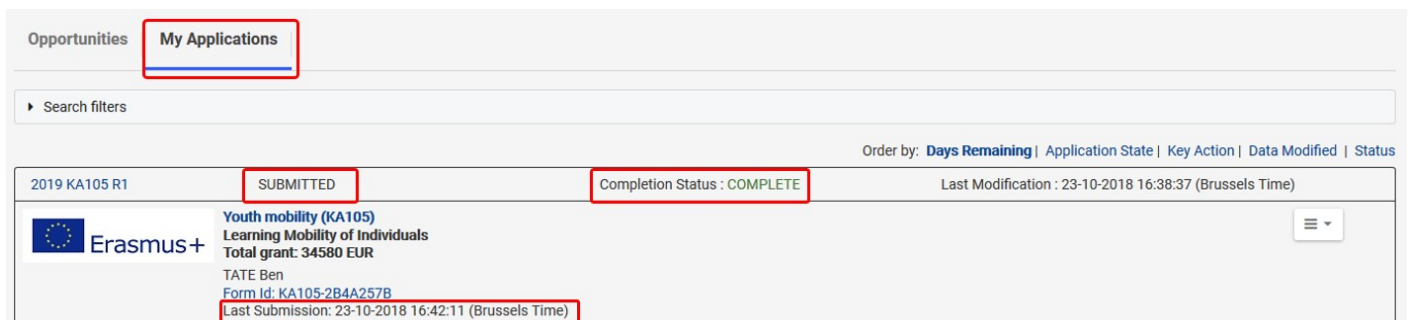 Opportunities My Applications
Search filters
Order by: Days Remaining | Application State | Key Action | Data Modified | Status
2019 KA105 R1 SUBMITTED Completion Status : COMPLETE Last Modification : 23-10-2018 16:38:37 (Brussels Time)
Erasmus+
Youth mobility (KA105)
Learning Mobility of Individuals
Total grant: 34580 EUR
TATE Ben
Form Id: KA105-2B4A257B
Last Submission: 23-10-2018 16:42:11 (Brussels Time)